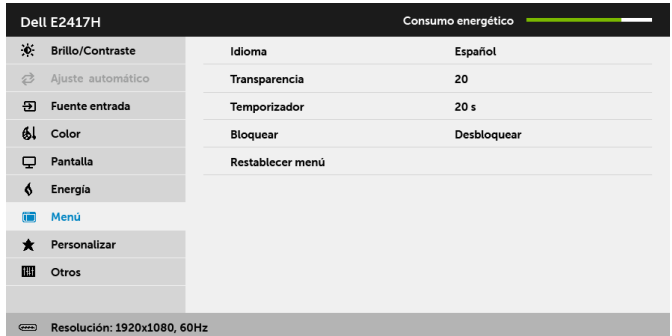 Dell E2417H Consumo energético
Brillo/Contraste Idioma Español
Ajuste automático Transparencia 20
Fuente entrada Temporizador 20 s
Color Bloquear Desbloquear
Pantalla Restablecer menú
Energía
Menú
Personalizar
Otros
Resolución: 1920x1080, 60Hz